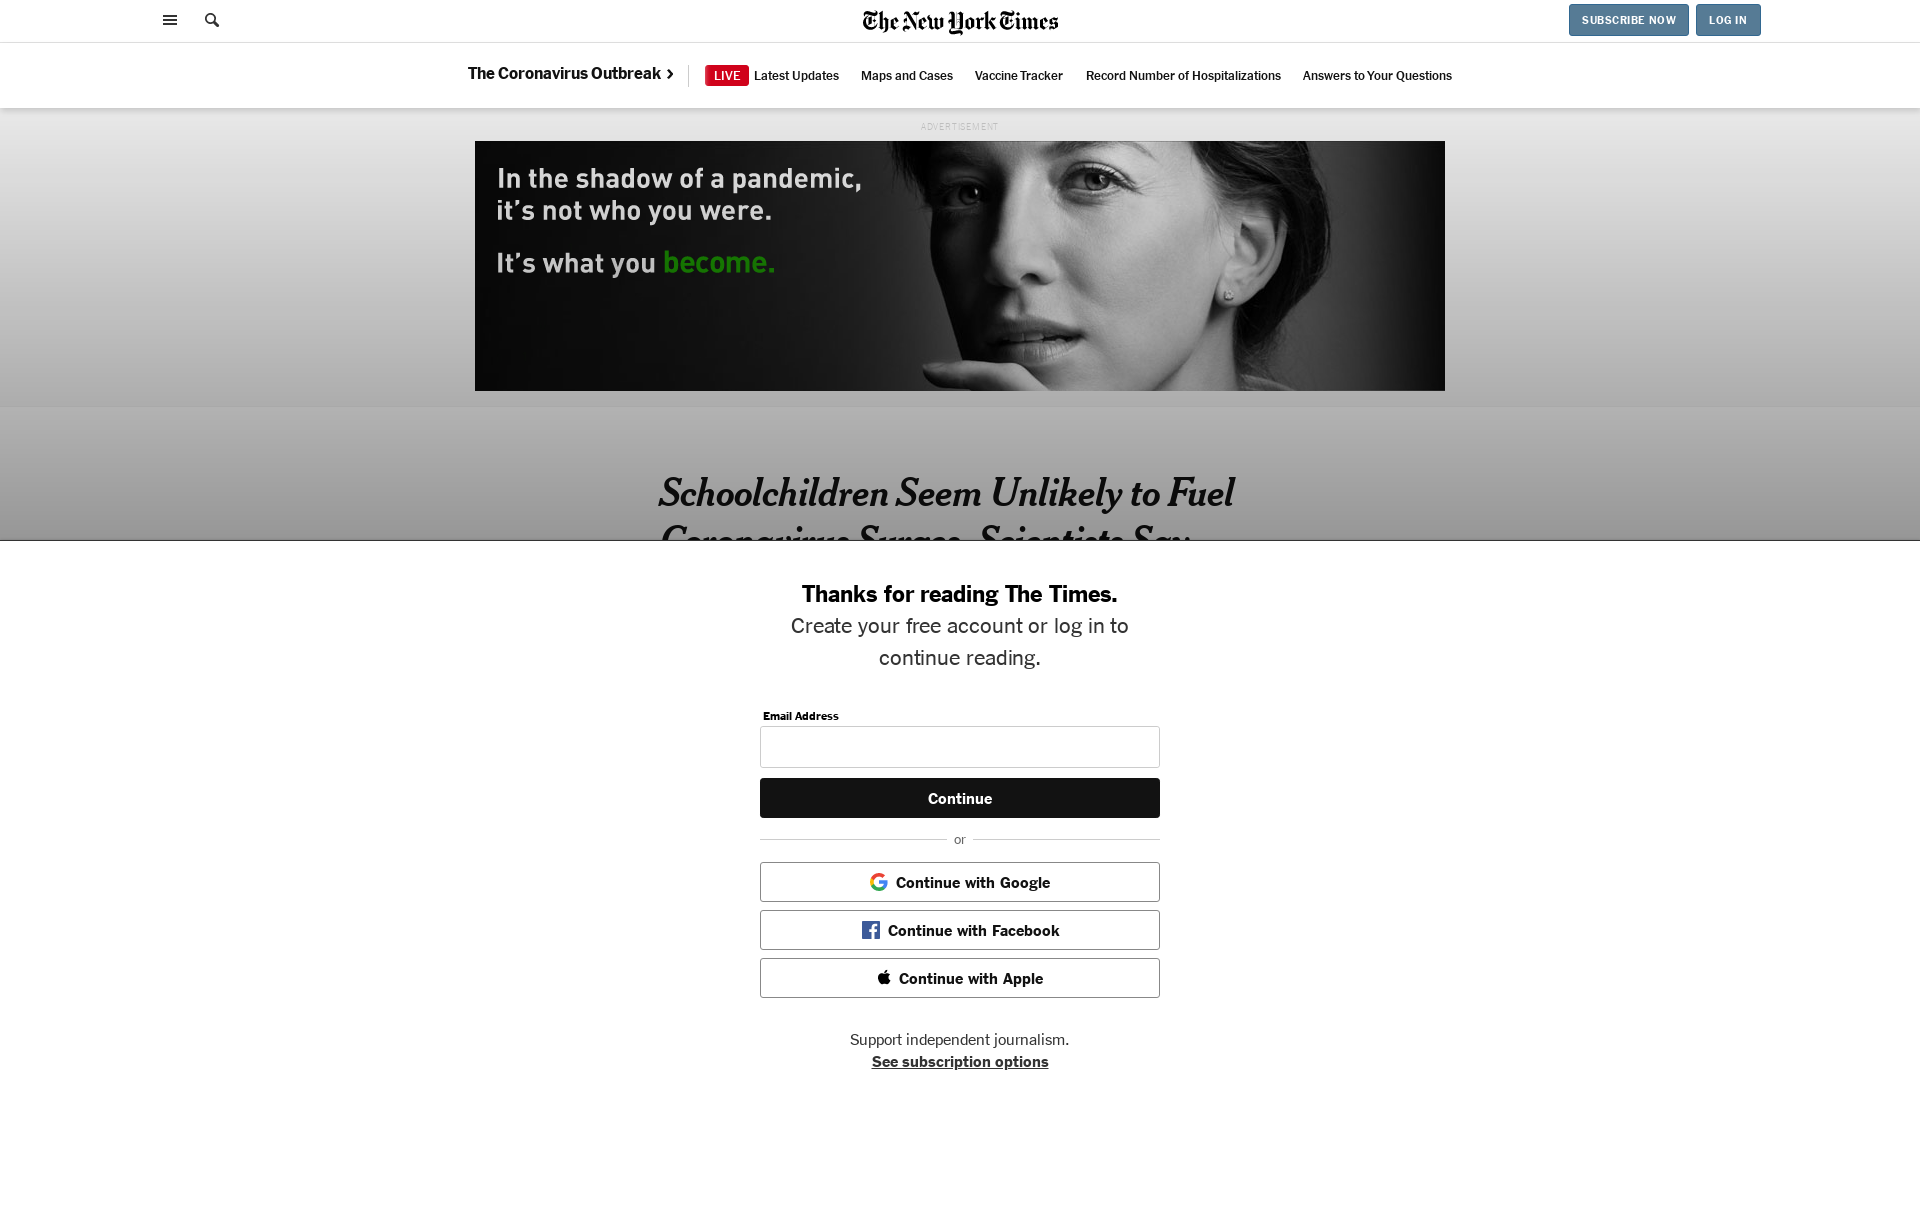 The New York Times
SUBSCRIBE NOW
LOG IN
The Coronavirus Outbreak
LIVE Latest Updates
Maps and Cases
Vaccine Tracker
Record Number of Hospitalizations
Answers to Your Questions
ADVERTISEMENT
In the shadow of a pandemic,
it's not who you were.
It's what you become.
Schoolchildren Seem Unlikely to Fuel
Coronavirus Surges, Scientists Say
Thanks for reading The Times.
Create your free account or log in to
continue reading.
Email Address
Continue
or
Continue with Google
Continue with Facebook
Continue with Apple
Support independent journalism.
See subscription options